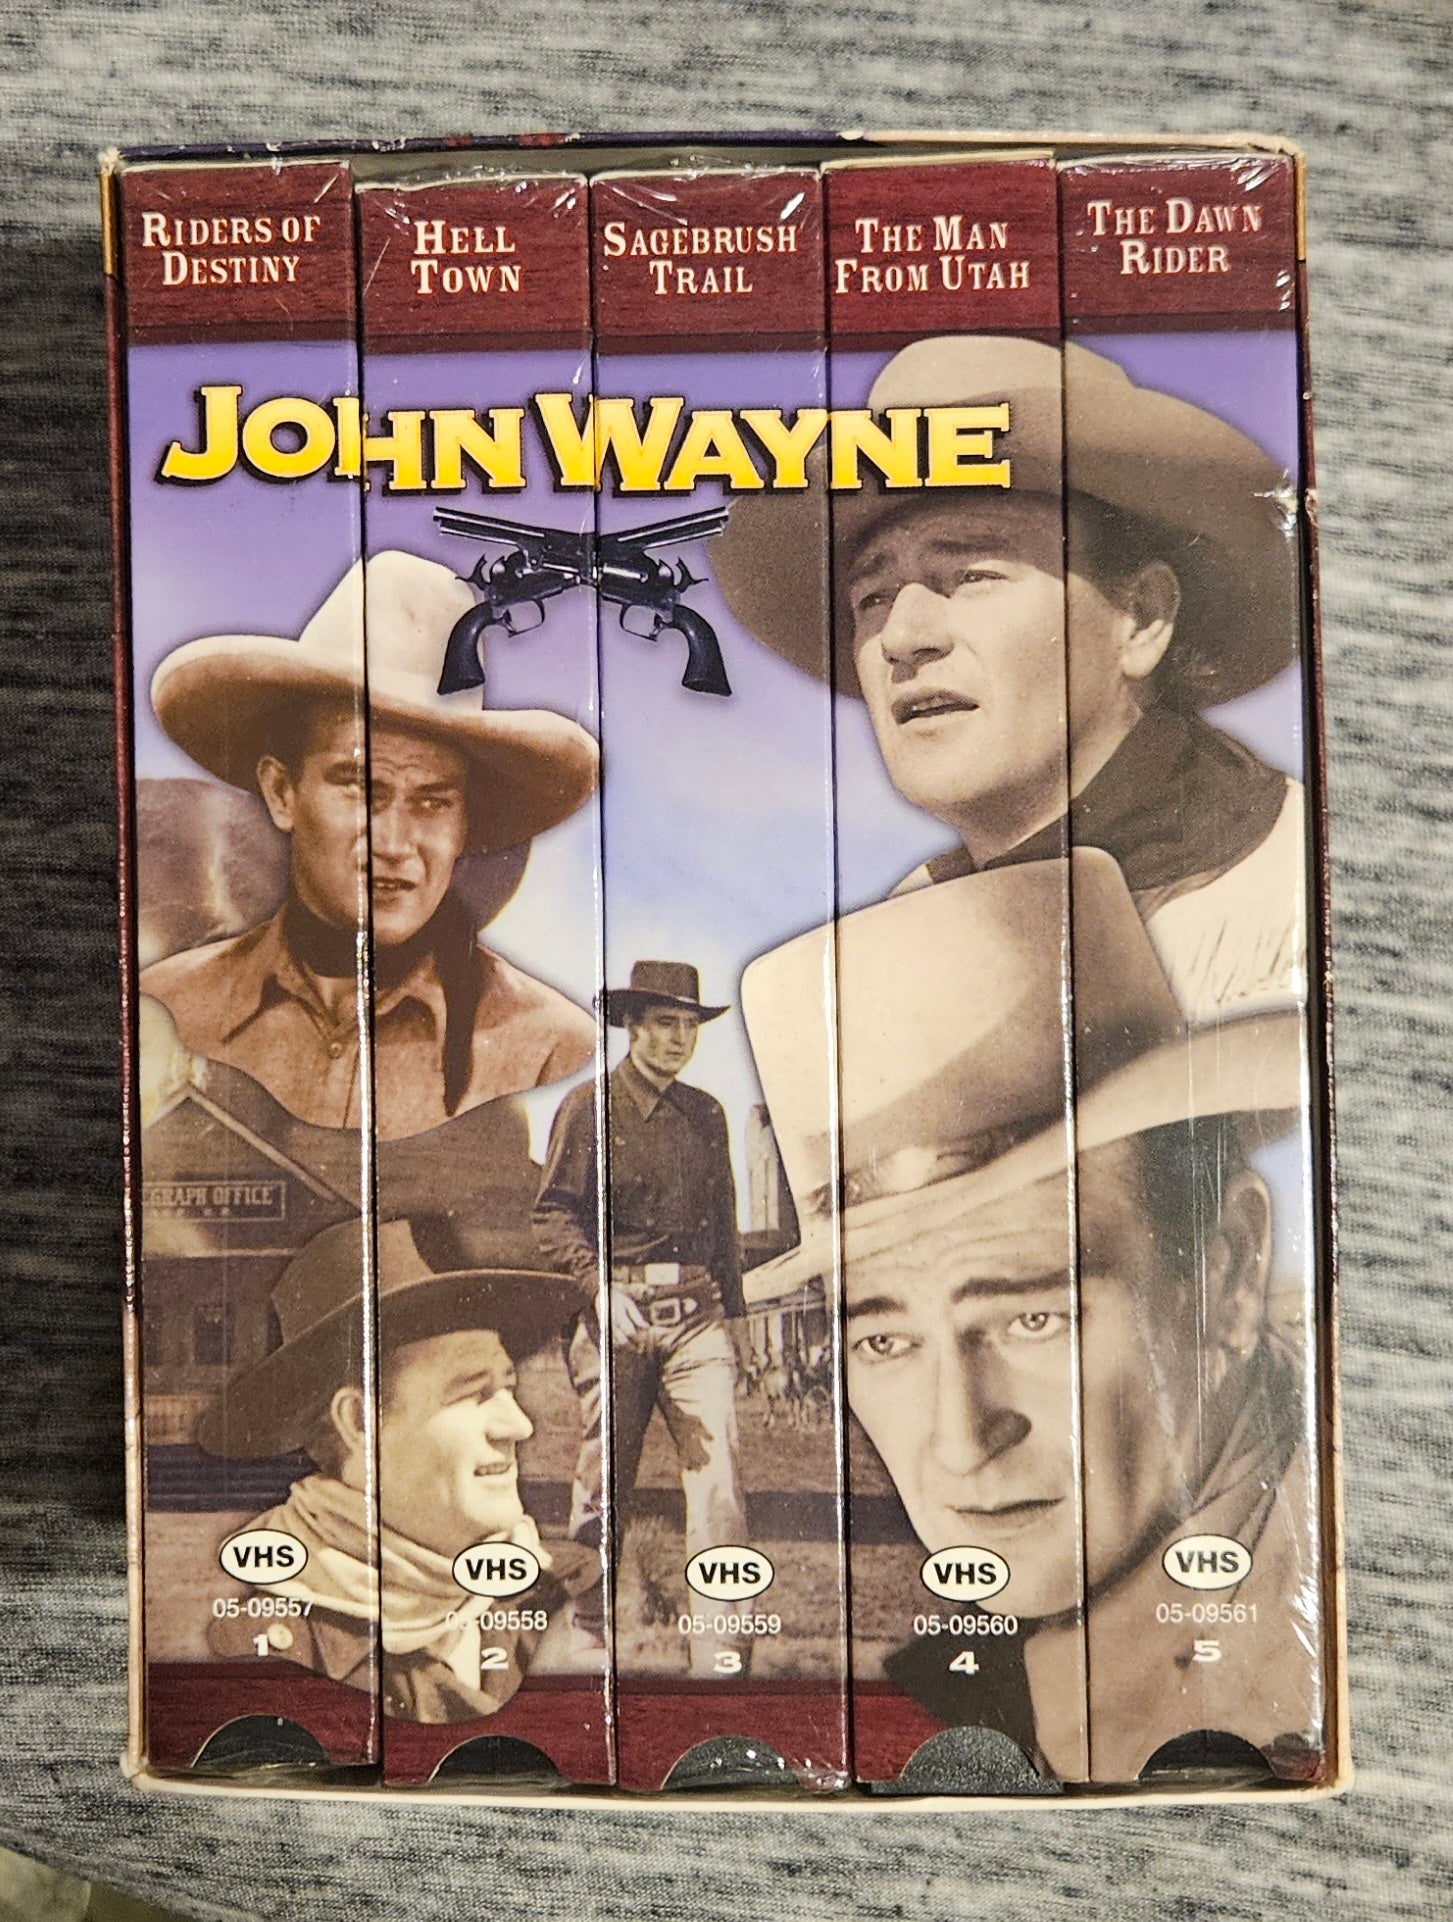 RIDERS OF
DESTINY
HELL
TOWN
SAGEBRUSH
TRAIL
THE MAN
FROM UTAH
THE DAWN
RIDER
JOHN WAYNE
GRAPH OFFICE
VHS
05-09557
1
VHS
05-09558
2
VHS
05-09559
3
VHS
05-09560
4
VHS
05-09561
5